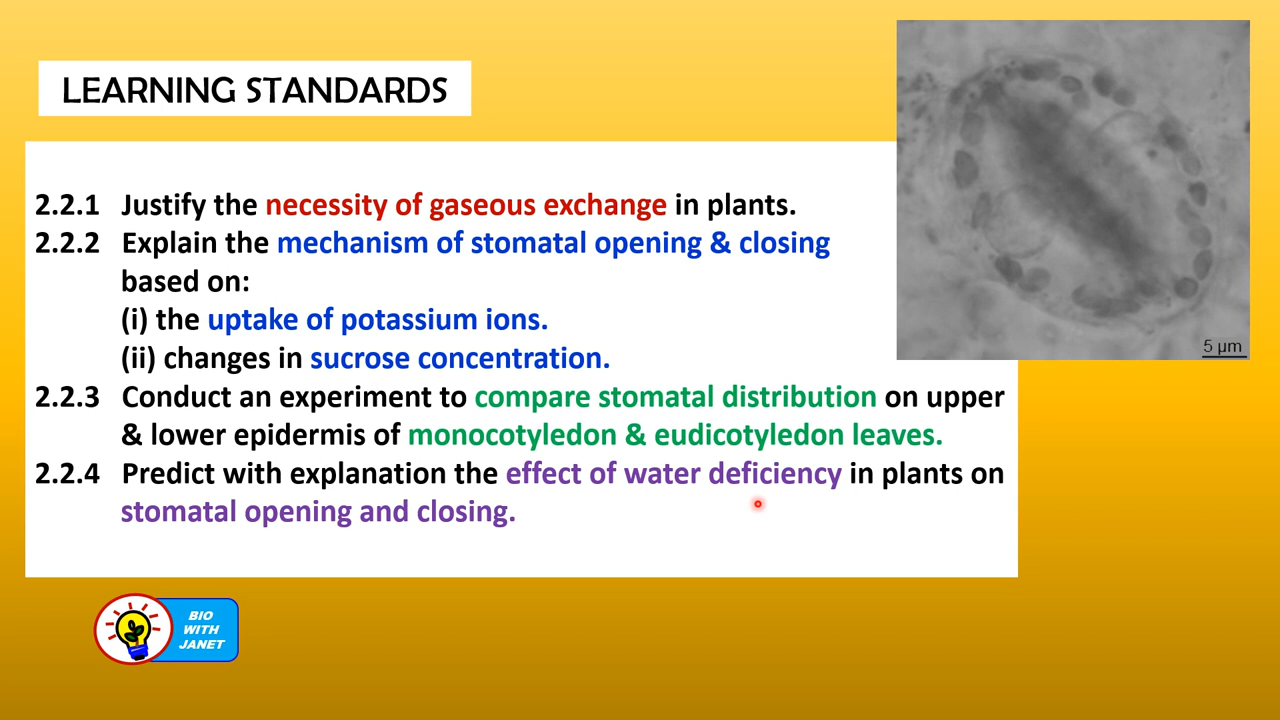 LEARNING STANDARDS
2.2.1 Justify the necessity of gaseous exchange in plants.
2.2.2 Explain the mechanism of stomatal opening & closing
based on:
(i) the uptake of potassium ions.
(ii) changes in sucrose concentration.
2.2.3 Conduct an experiment to compare stomatal distribution on upper
& lower epidermis of monocotyledon & eudicotyledon leaves.
2.2.4 Predict with explanation the effect of water deficiency in plants on
stomatal opening and closing.
5 µm
BIO
WITH
JANET